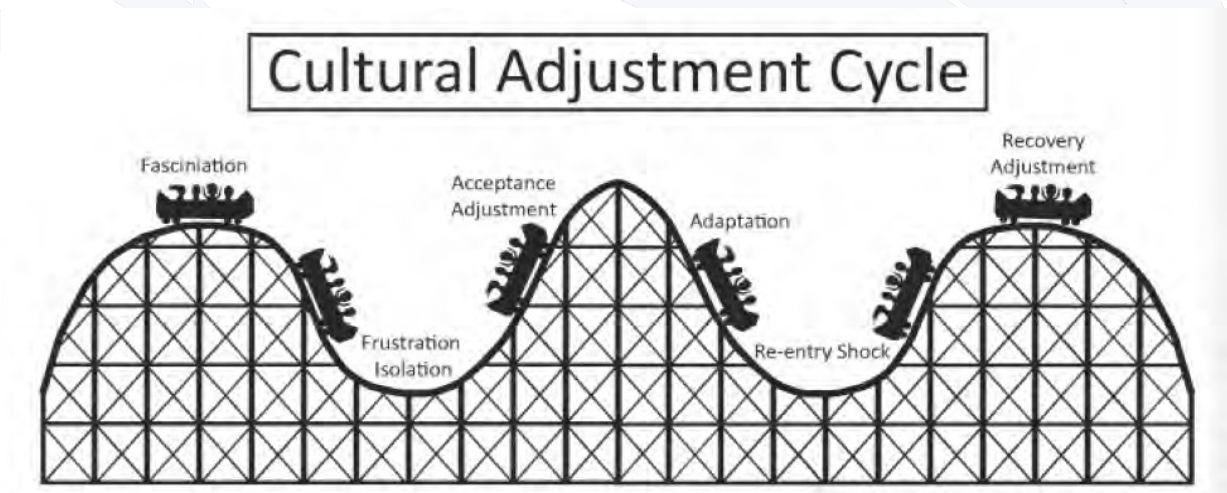 Cultural Adjustment Cycle
Fasciniation
Frustration
Isolation
Acceptance
Adjustment
Adaptation
Re-entry Shock
Recovery
Adjustment